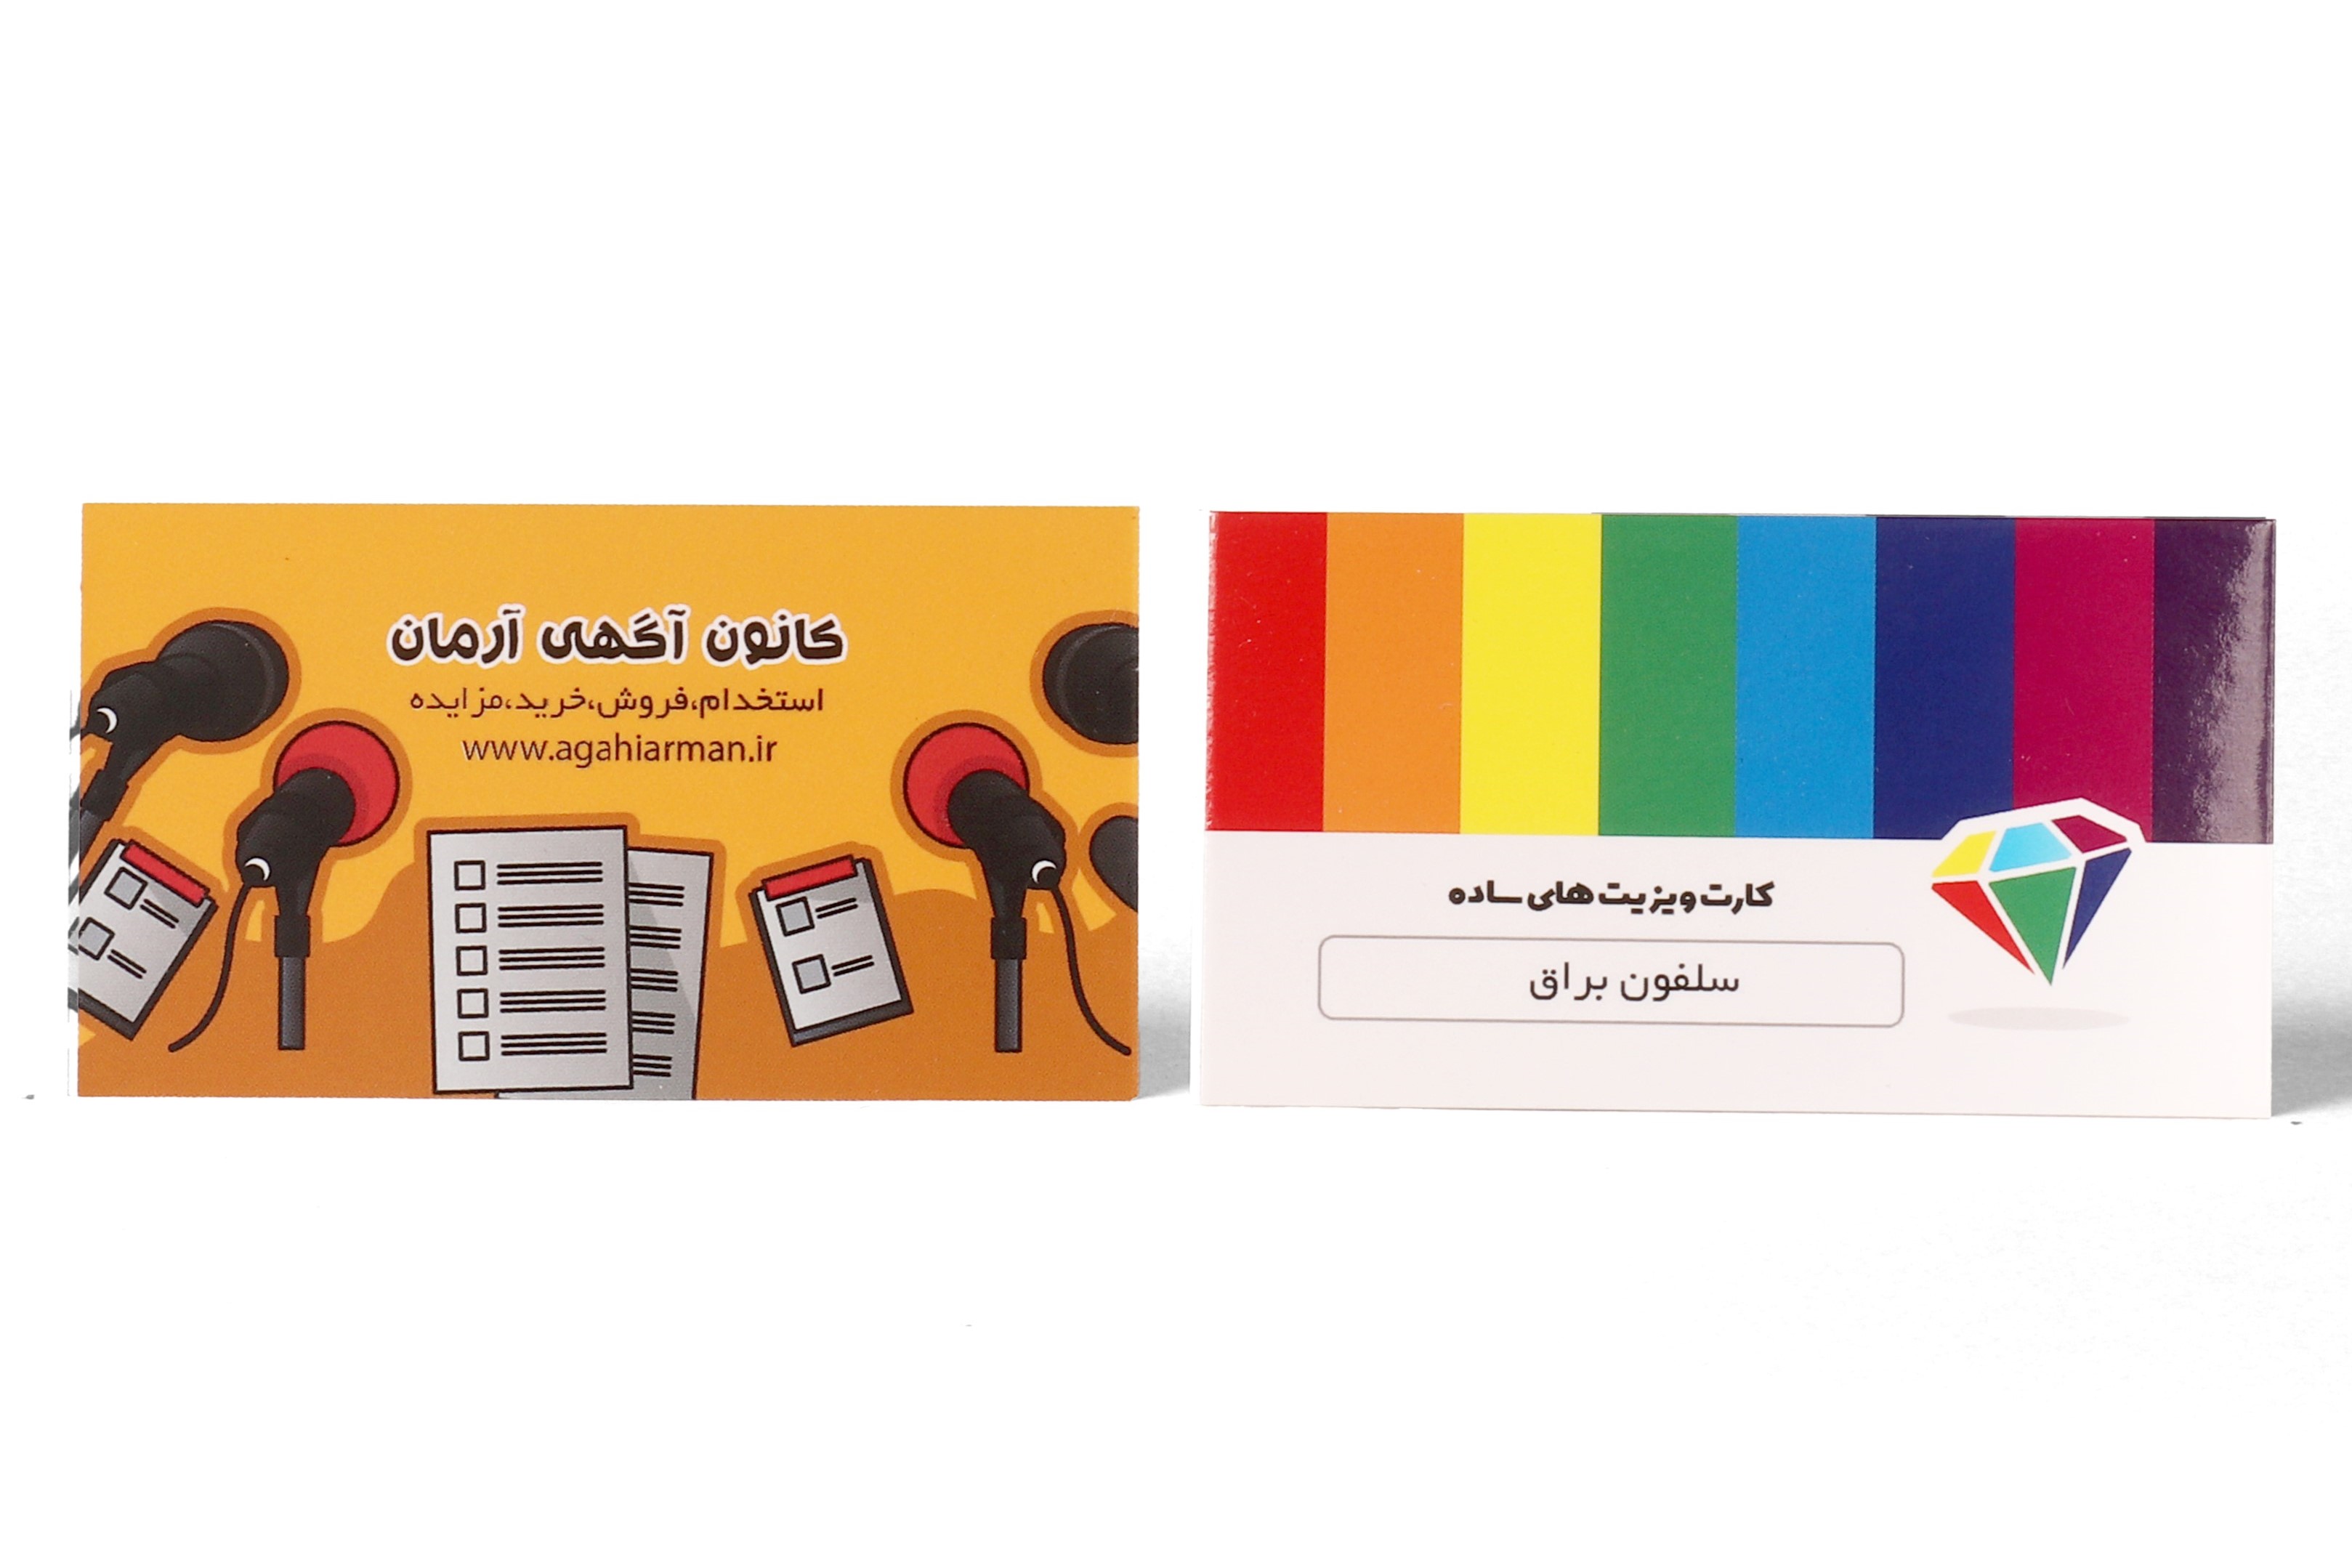 کانون آگهی آرمان
استخدام،فروش،خرید،مزایده
www.agahiarman.ir
کارت ویزیت های ساده
سلفون براق